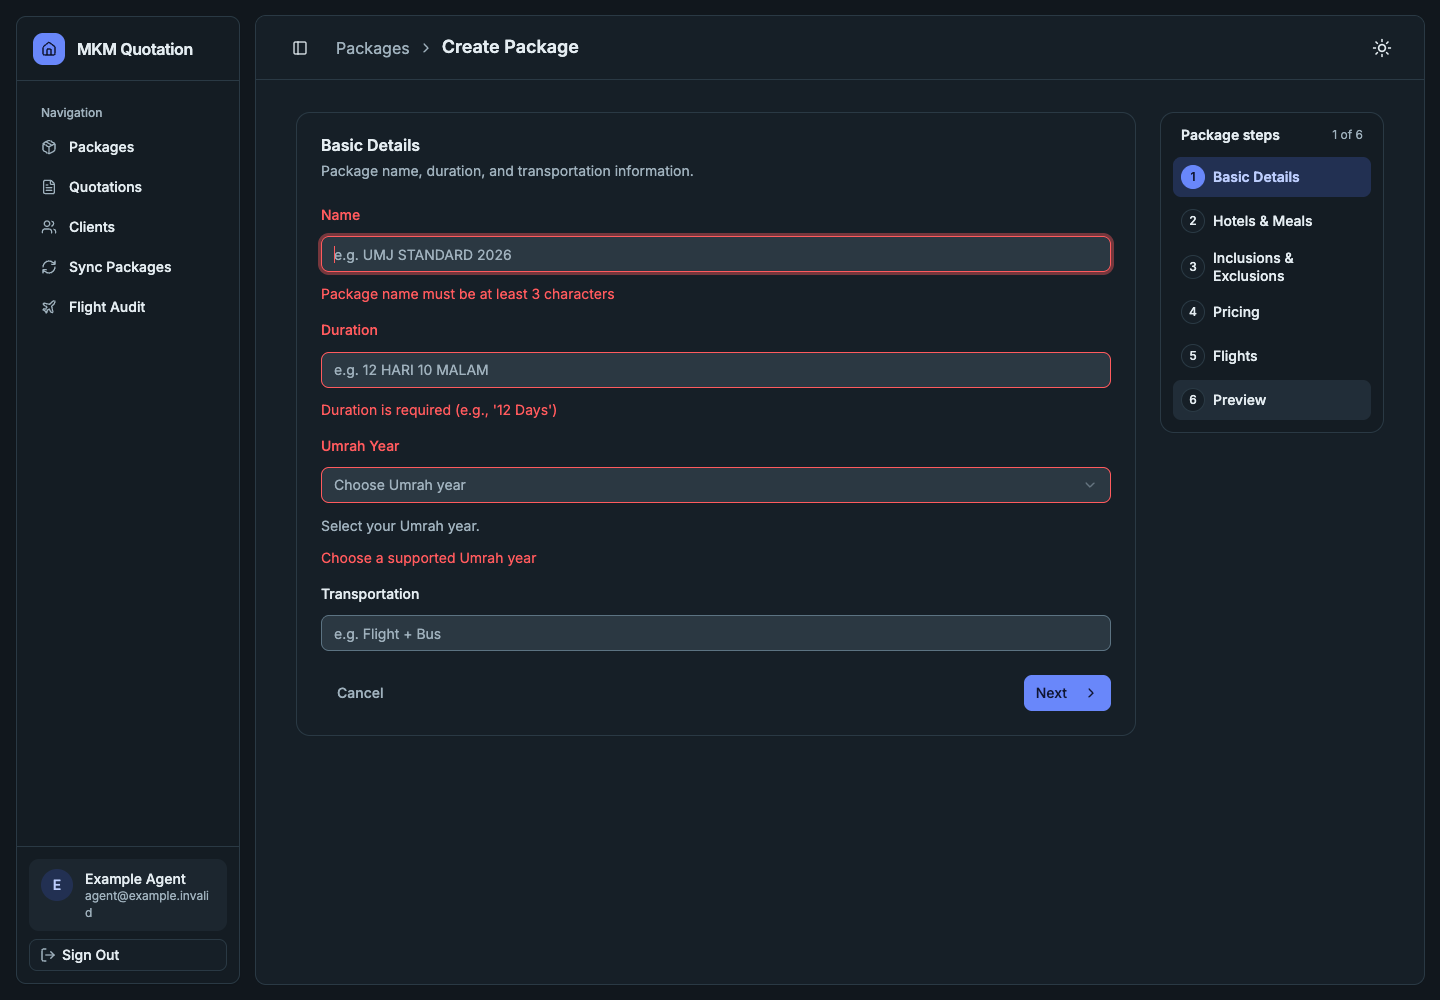 MKM Quotation
Navigation
Packages
Quotations
Clients
Sync Packages
Flight Audit
Example Agent
agent@example.invali
d
Sign Out
Packages > Create Package
Basic Details
Package name, duration, and transportation information.
Name
e.g. UMJ STANDARD 2026
Package name must be at least 3 characters
Duration
e.g. 12 HARI 10 MALAM
Duration is required (e.g., '12 Days')
Umrah Year
Choose Umrah year
Select your Umrah year.
Choose a supported Umrah year
Transportation
e.g. Flight + Bus
Cancel
Next
Package steps
1 of 6
1 Basic Details
2 Hotels & Meals
3 Inclusions &
Exclusions
4 Pricing
5 Flights
6 Preview
E